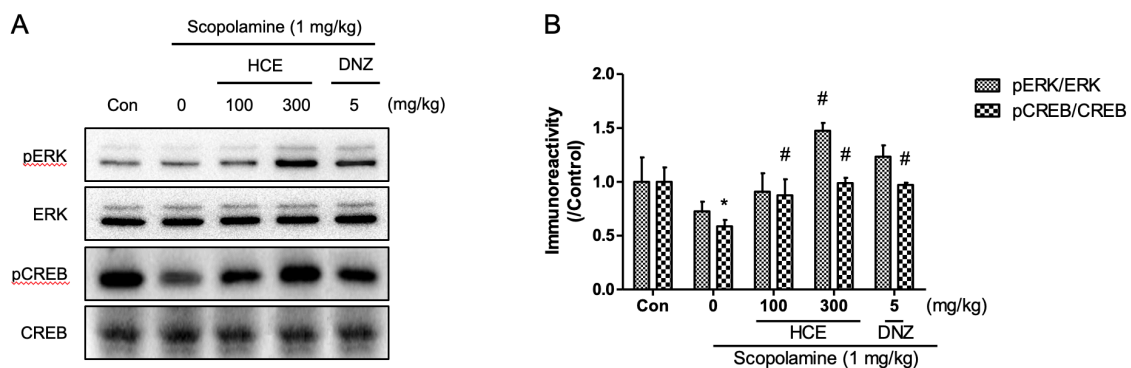 A
Scopolamine (1 mg/kg)
HCE
DNZ
Con
0
100
300
5
(mg/kg)
pERK
ERK
pCREB
CREB
B
2.0
1.5
1.0
0.5
0.0
Immunoreactivity
(/Control)
*
#
#
#
#
pERK/ERK
pCREB/CREB
Con
0
100
300
5
(mg/kg)
HCE
DNZ
Scopolamine (1 mg/kg)